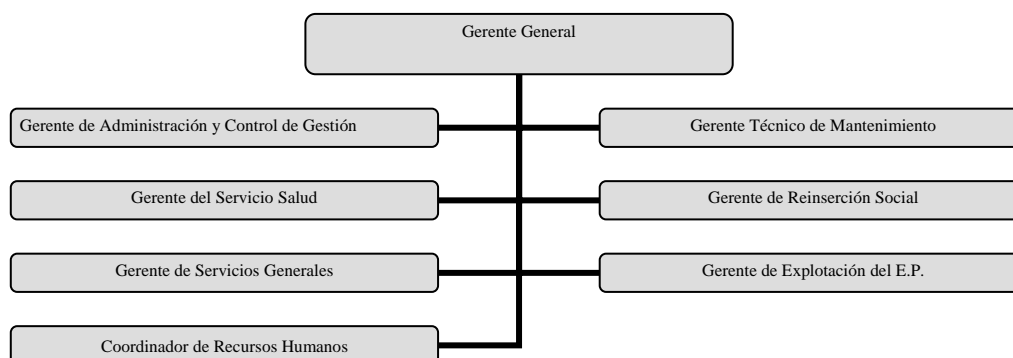 Gerente General
Gerente de Administración y Control de Gestión
Gerente Técnico de Mantenimiento
Gerente del Servicio Salud
Gerente de Reinserción Social
Gerente de Servicios Generales
Gerente de Explotación del E.P.
Coordinador de Recursos Humanos